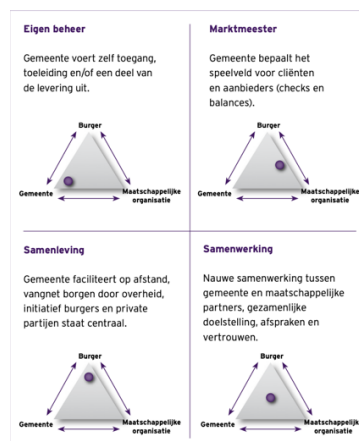 Eigen beheer
Gemeente voert zelf toegang,
toeleiding en/of een deel van
de levering uit.
Burger
Gemeente
Maatschappelijke
organisatie
Marktmeester
Gemeente bepaalt het
speelveld voor cliënten
en aanbieders (checks en
balances).
Burger
Gemeente
Maatschappelijke
organisatie
Samenleving
Gemeente faciliteert op afstand,
vangnet borgen door overheid,
initiatief burgers en private
partijen staat centraal.
Burger
Gemeente
Maatschappelijke
organisatie
Samenwerking
Nauwe samenwerking tussen
gemeente en maatschappelijke
partners, gezamenlijke
doelstelling, afspraken en
vertrouwen.
Burger
Gemeente
Maatschappelijke
organisatie